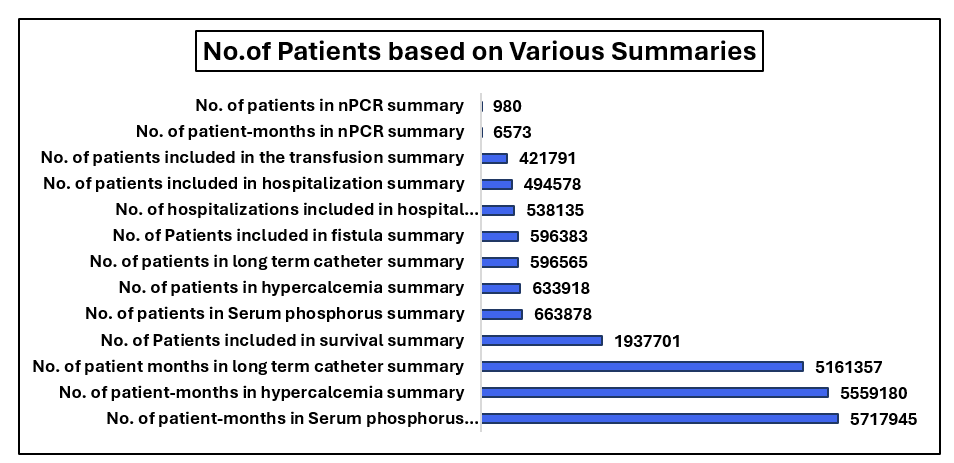 No.of Patients based on Various Summaries
No. of patients in nPCR summary 980
No. of patient-months in nPCR summary 6573
No. of patients included in the transfusion summary 421791
No. of patients included in hospitalization summary 494578
No. of hospitalizations included in hospital... 538135
No. of Patients included in fistula summary 596383
No. of patients in long term catheter summary 596565
No. of patients in hypercalcemia summary 633918
No. of patients in Serum phosphorus summary 663878
No. of Patients included in survival summary 1937701
No. of patient months in long term catheter summary 5161357
No. of patient-months in hypercalcemia summary 5559180
No. of patient-months in Serum phosphorus... 5717945